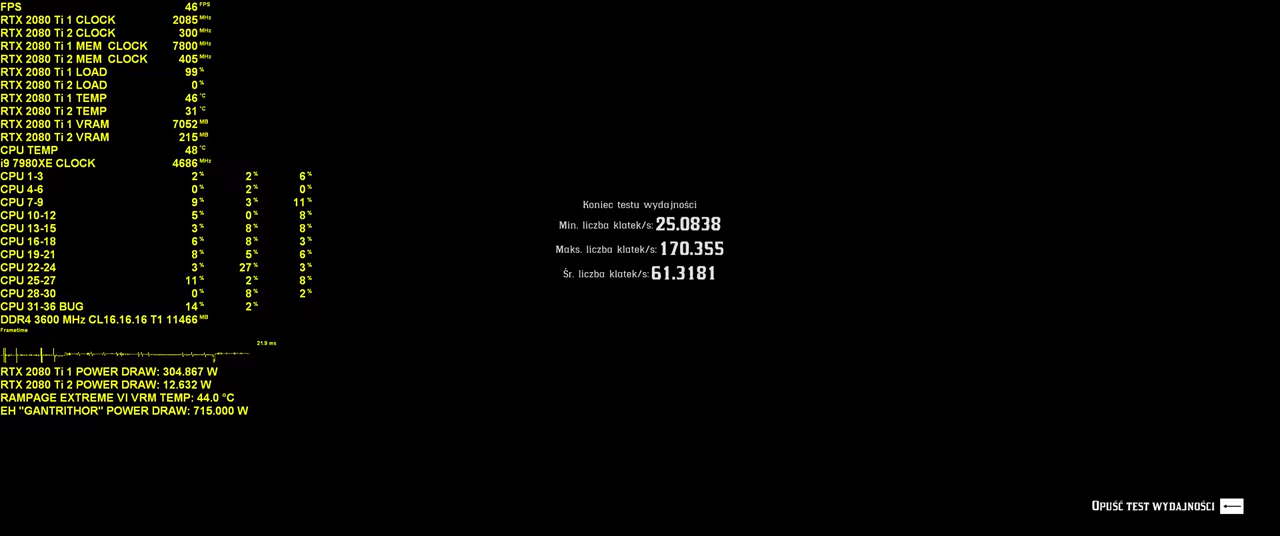 FPS 46 FPS
RTX 2080 Ti 1 CLOCK 2085 MHz
RTX 2080 Ti 2 CLOCK 300 MHz
RTX 2080 Ti 1 MEM CLOCK 7800 MHz
RTX 2080 Ti 2 MEM CLOCK 405 MHz
RTX 2080 Ti 1 LOAD 99 %
RTX 2080 Ti 2 LOAD 0 %
RTX 2080 Ti 1 TEMP 46 °C
RTX 2080 Ti 2 TEMP 31 °C
RTX 2080 Ti 1 VRAM 7052 MB
RTX 2080 Ti 2 VRAM 215 MB
CPU TEMP 48 °C
i9 7980XE CLOCK 4686 MHz
CPU 1-3 2 % 2 % 6 %
CPU 4-6 0 % 2 % 0 %
CPU 7-9 9 % 3 % 11 %
CPU 10-12 5 % 0 % 8 %
CPU 13-15 3 % 8 % 8 %
CPU 16-18 6 % 8 % 3 %
CPU 19-21 8 % 5 % 6 %
CPU 22-24 3 % 27 % 3 %
CPU 25-27 11 % 2 % 8 %
CPU 28-30 0 % 8 % 2 %
CPU 31-36 BUG 14 % 2 %
DDR4 3600 MHz CL16.16.16 T1 11466 MB
Frametime
21.9 ms
RTX 2080 Ti 1 POWER DRAW: 304.867 W
RTX 2080 Ti 2 POWER DRAW: 12.632 W
RAMPAGE EXTREME VI VRM TEMP: 44.0 °C
EH "GANTRITHOR" POWER DRAW: 715.000 W
Koniec testu wydajności
Min. liczba klatek/s: 25.0838
Maks. liczba klatek/s: 170.355
Śr. liczba klatek/s: 61.3181
Opuść test wydajności